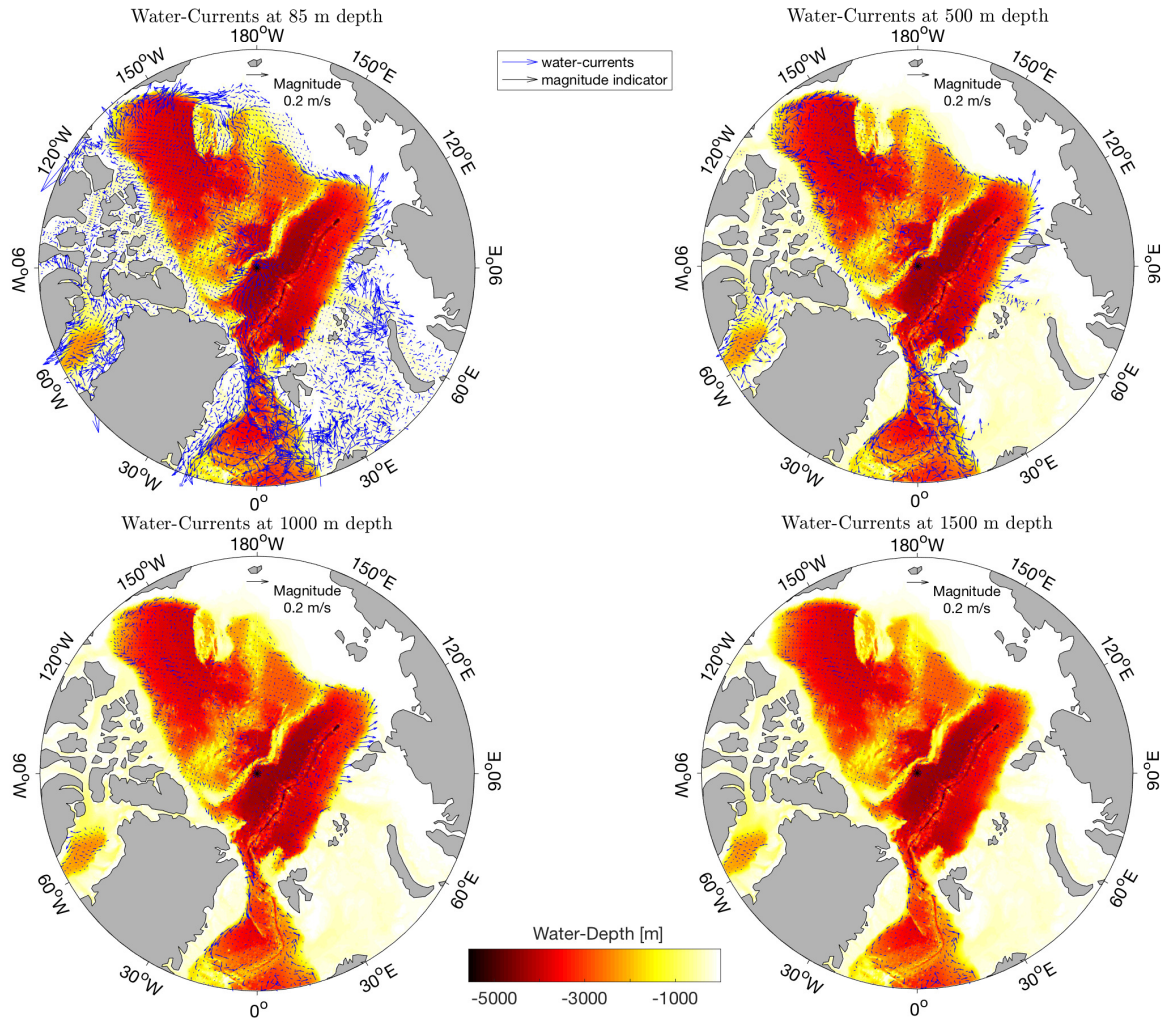 Water-Currents at 85 m depth
180°W
150°W
150°E
120°W
120°E
90°W
90°E
60°W
60°E
30°W
30°E
0°
Magnitude
0.2 m/s
water-currents
magnitude indicator
Water-Currents at 500 m depth
180°W
150°W
150°E
120°W
120°E
90°W
90°E
60°W
60°E
30°W
30°E
0°
Magnitude
0.2 m/s
Water-Currents at 1000 m depth
180°W
150°W
150°E
120°W
120°E
90°W
90°E
60°W
60°E
30°W
30°E
0°
Magnitude
0.2 m/s
Water-Currents at 1500 m depth
180°W
150°W
150°E
120°W
120°E
90°W
90°E
60°W
60°E
30°W
30°E
0°
Magnitude
0.2 m/s
Water-Depth [m]
-5000 -3000 -1000